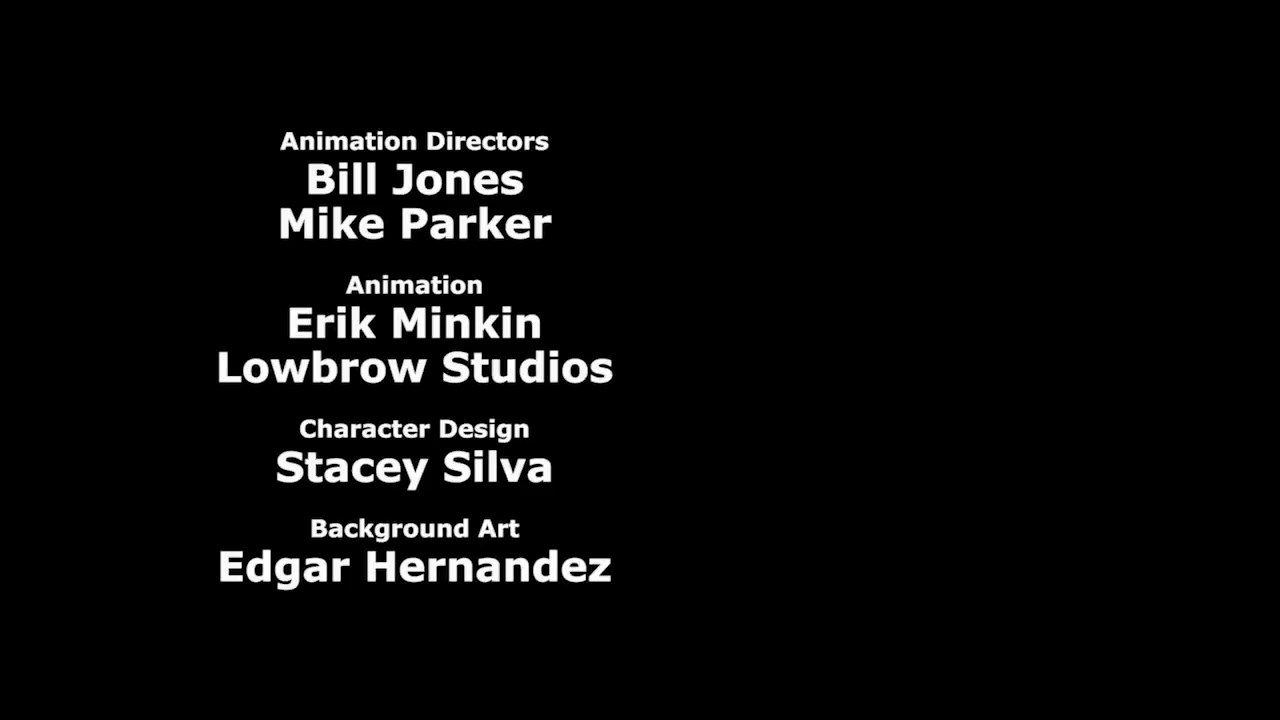 Animation Directors
Bill Jones
Mike Parker
Animation
Erik Minkin
Lowbrow Studios
Character Design
Stacey Silva
Background Art
Edgar Hernandez